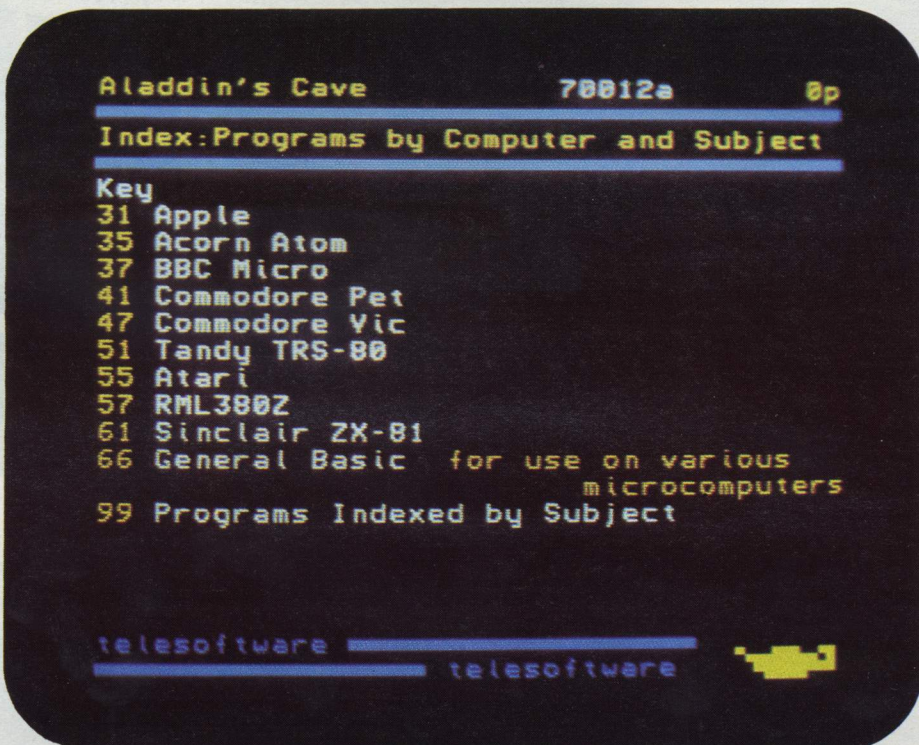 Aladdin's Cave 70012a 0p
Index:Programs by Computer and Subject
Key
31 Apple
35 Acorn Atom
37 BBC Micro
41 Commodore Pet
47 Commodore Vic
51 Tandy TRS-80
55 Atari
57 RML380Z
61 Sinclair ZX-81
66 General Basic for use on various
microcomputers
99 Programs Indexed by Subject
telesoftware
telesoftware